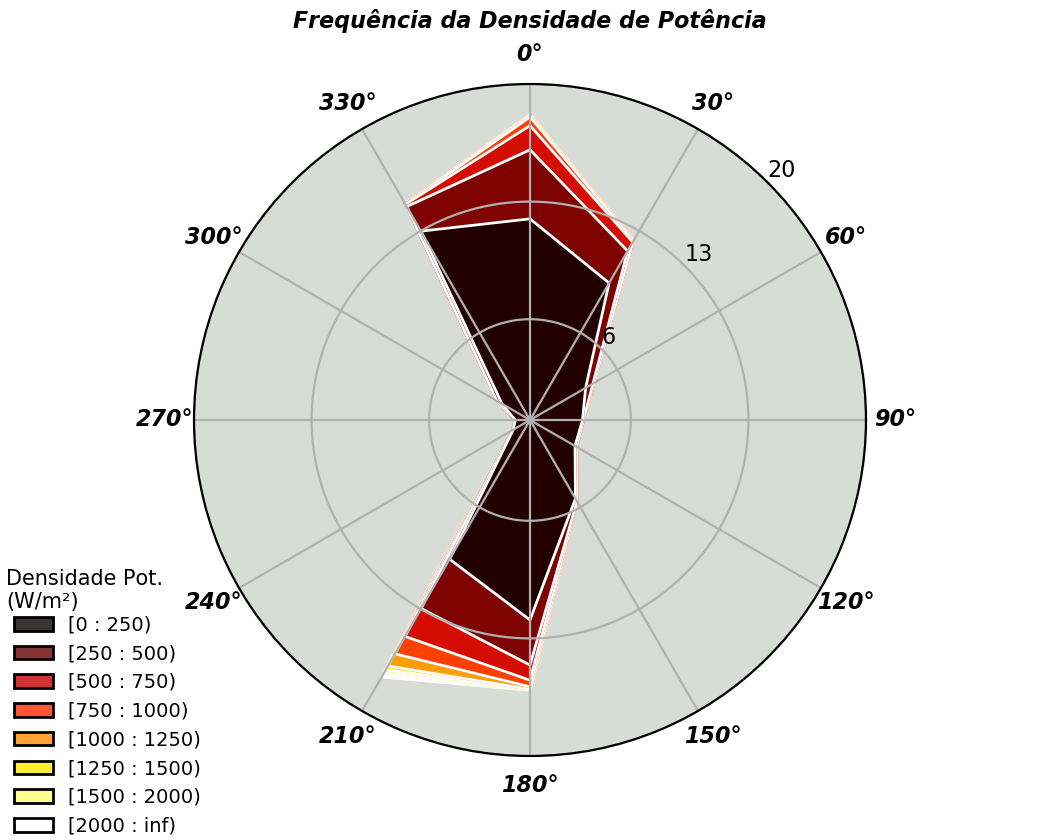 Frequência da Densidade de Potência
0°
330°
30°
20
300°
60°
13
6
270°
90°
Densidade Pot.
(W/m²)
240°
120°
[0 : 250)
[250 : 500)
[500 : 750)
[750 : 1000)
210°
150°
[1000 : 1250)
[1250 : 1500)
180°
[1500 : 2000)
[2000 : inf)